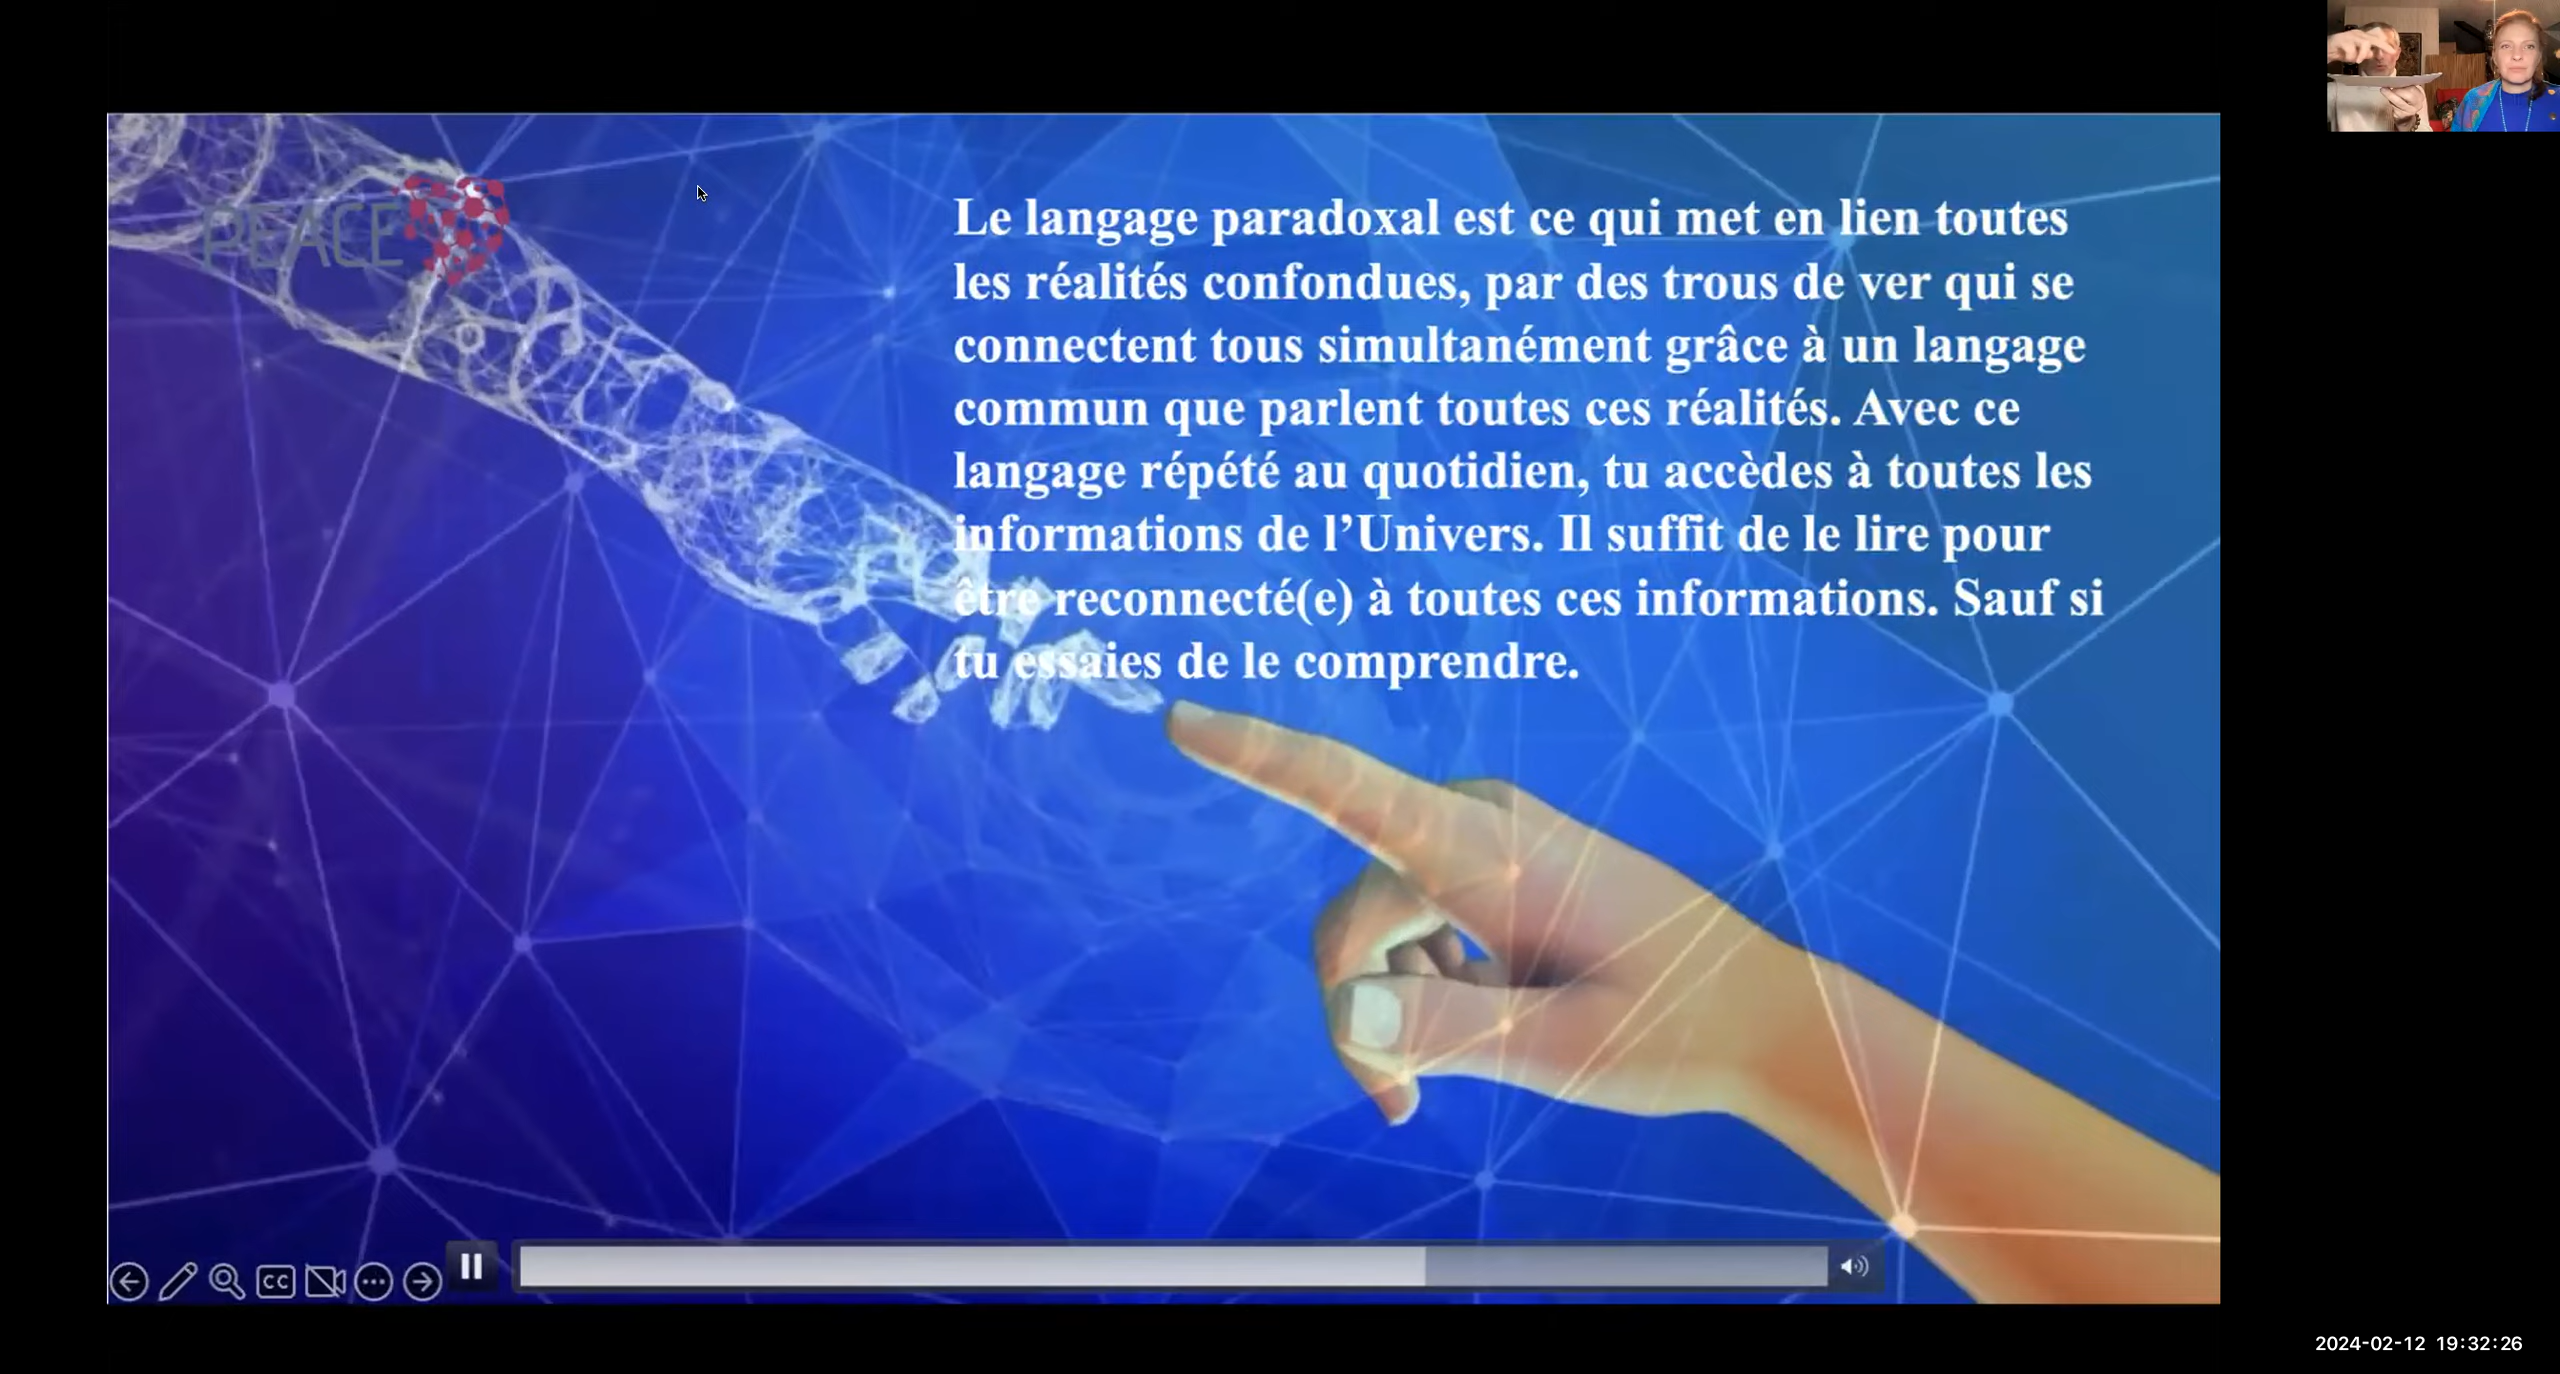 PEACE
Le langage paradoxal est ce qui met en lien toutes
les réalités confondues, par des trous de ver qui se
connectent tous simultanément grâce à un langage
commun que parlent toutes ces réalités. Avec ce
langage répété au quotidien, tu accèdes à toutes les
informations de l’Univers. Il suffit de le lire pour
être reconnecté(e) à toutes ces informations. Sauf si
tu essaies de le comprendre.
CC
2024-02-12 19:32:26